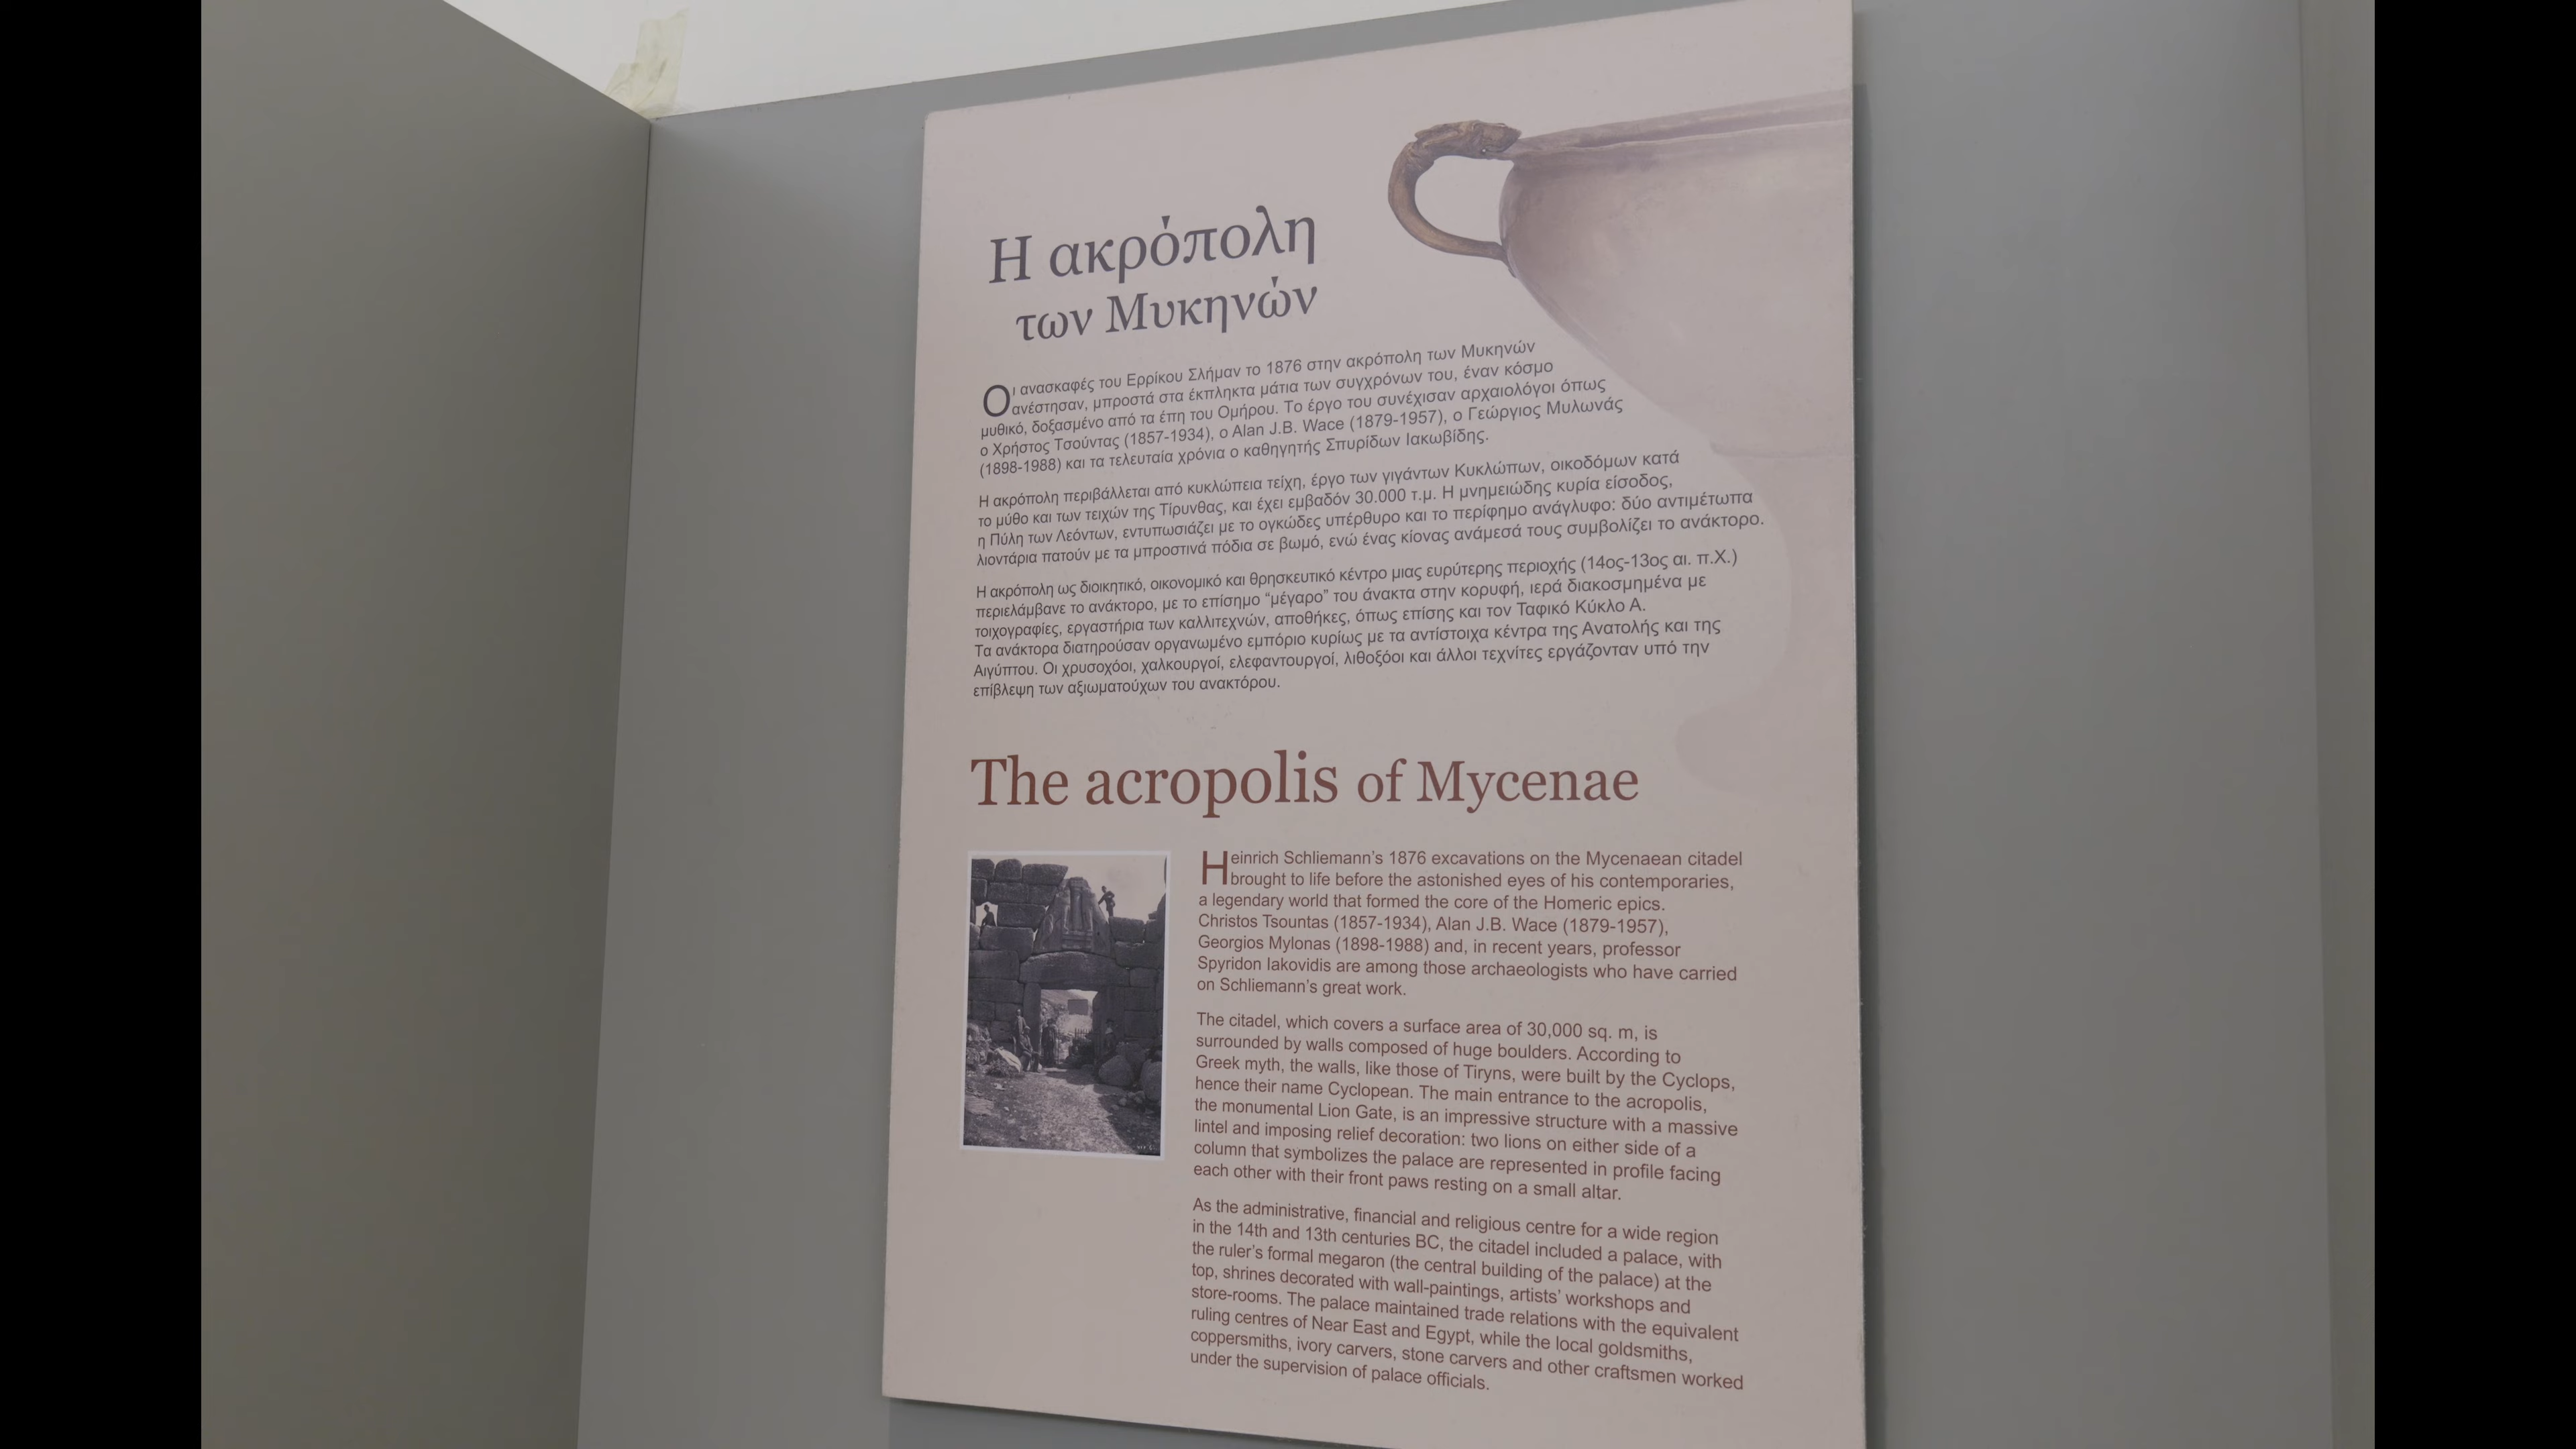 Η ακρόπολη
των Μυκηνών
Οι ανασκαφές του Ερρίκου Σλήμαν το 1876 στην ακρόπολη των Μυκηνών
ανέστησαν, μπροστά στα έκπληκτα μάτια των συγχρόνων του, έναν κόσμο
μυθικό, δοξασμένο από τα έπη του Ομήρου. Το έργο του συνέχισαν αρχαιολόγοι όπως
ο Χρήστος Τσούντας (1857-1934), ο Alan J.B. Wace (1879-1957), ο Γεώργιος Μυλωνάς
(1898-1988) και τα τελευταία χρόνια ο καθηγητής Σπυρίδων Ιακωβίδης.
Η ακρόπολη περιβάλλεται από κυκλώπεια τείχη, έργο των γιγάντων Κυκλώπων, οικοδόμων κατά
το μύθο και των τειχών της Τίρυνθας, και έχει εμβαδόν 30.000 τ.μ. Η μνημειώδης κυρία είσοδος,
η Πύλη των Λεόντων, εντυπωσιάζει με το ογκώδες υπέρθυρο και το περίφημο ανάγλυφο: δύο αντιμέτωπα
λιοντάρια πατούν με τα μπροστινά πόδια σε βωμό, ενώ ένας κίονας ανάμεσά τους συμβολίζει το ανάκτορο.
Η ακρόπολη ως διοικητικό, οικονομικό και θρησκευτικό κέντρο μιας ευρύτερης περιοχής (14ος-13ος αι. π.Χ.)
περιελάμβανε το ανάκτορο, με το επίσημο “μέγαρο” του άνακτα στην κορυφή, ιερά διακοσμημένα με
τοιχογραφίες, εργαστήρια των καλλιτεχνών, αποθήκες, όπως επίσης και τον Ταφικό Κύκλο Α.
Τα ανάκτορα διατηρούσαν οργανωμένο εμπόριο κυρίως με τα αντίστοιχα κέντρα της Ανατολής και της
Αιγύπτου. Οι χρυσοχόοι, χαλκουργοί, ελεφαντουργοί, λιθοξόοι και άλλοι τεχνίτες εργάζονταν υπό την
επίβλεψη των αξιωματούχων του ανακτόρου.
The acropolis of Mycenae
Heinrich Schliemann’s 1876 excavations on the Mycenaean citadel
brought to life before the astonished eyes of his contemporaries,
a legendary world that formed the core of the Homeric epics.
Christos Tsountas (1857-1934), Alan J.B. Wace (1879-1957),
Georgios Mylonas (1898-1988) and, in recent years, professor
Spyridon Iakovidis are among those archaeologists who have carried
on Schliemann’s great work.
The citadel, which covers a surface area of 30,000 sq. m, is
surrounded by walls composed of huge boulders. According to
Greek myth, the walls, like those of Tiryns, were built by the Cyclops,
hence their name Cyclopean. The main entrance to the acropolis,
the monumental Lion Gate, is an impressive structure with a massive
lintel and imposing relief decoration: two lions on either side of a
column that symbolizes the palace are represented in profile facing
each other with their front paws resting on a small altar.
As the administrative, financial and religious centre for a wide region
in the 14th and 13th centuries BC, the citadel included a palace, with
the ruler’s formal megaron (the central building of the palace) at the
top, shrines decorated with wall-paintings, artists’ workshops and
store-rooms. The palace maintained trade relations with the equivalent
ruling centres of Near East and Egypt, while the local goldsmiths,
coppersmiths, ivory carvers, stone carvers and other craftsmen worked
under the supervision of palace officials.